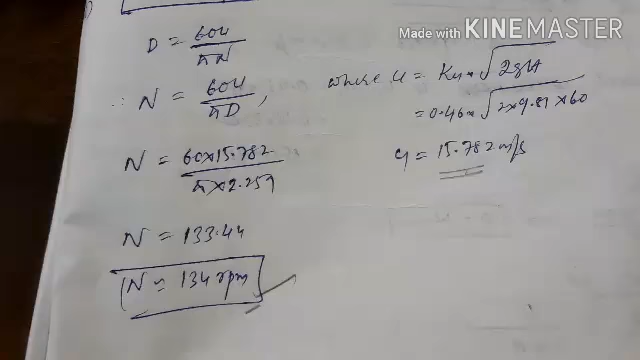 Made with KINEMASTER
D = 60u / πN
∴ N = 60u / πD , where u = Ku × √2gH
= 0.46 × √2×9.81×60
N = 60×15.782 / π×2.259
u = 15.782 m/s
N = 133.44
N ≈ 134 rpm